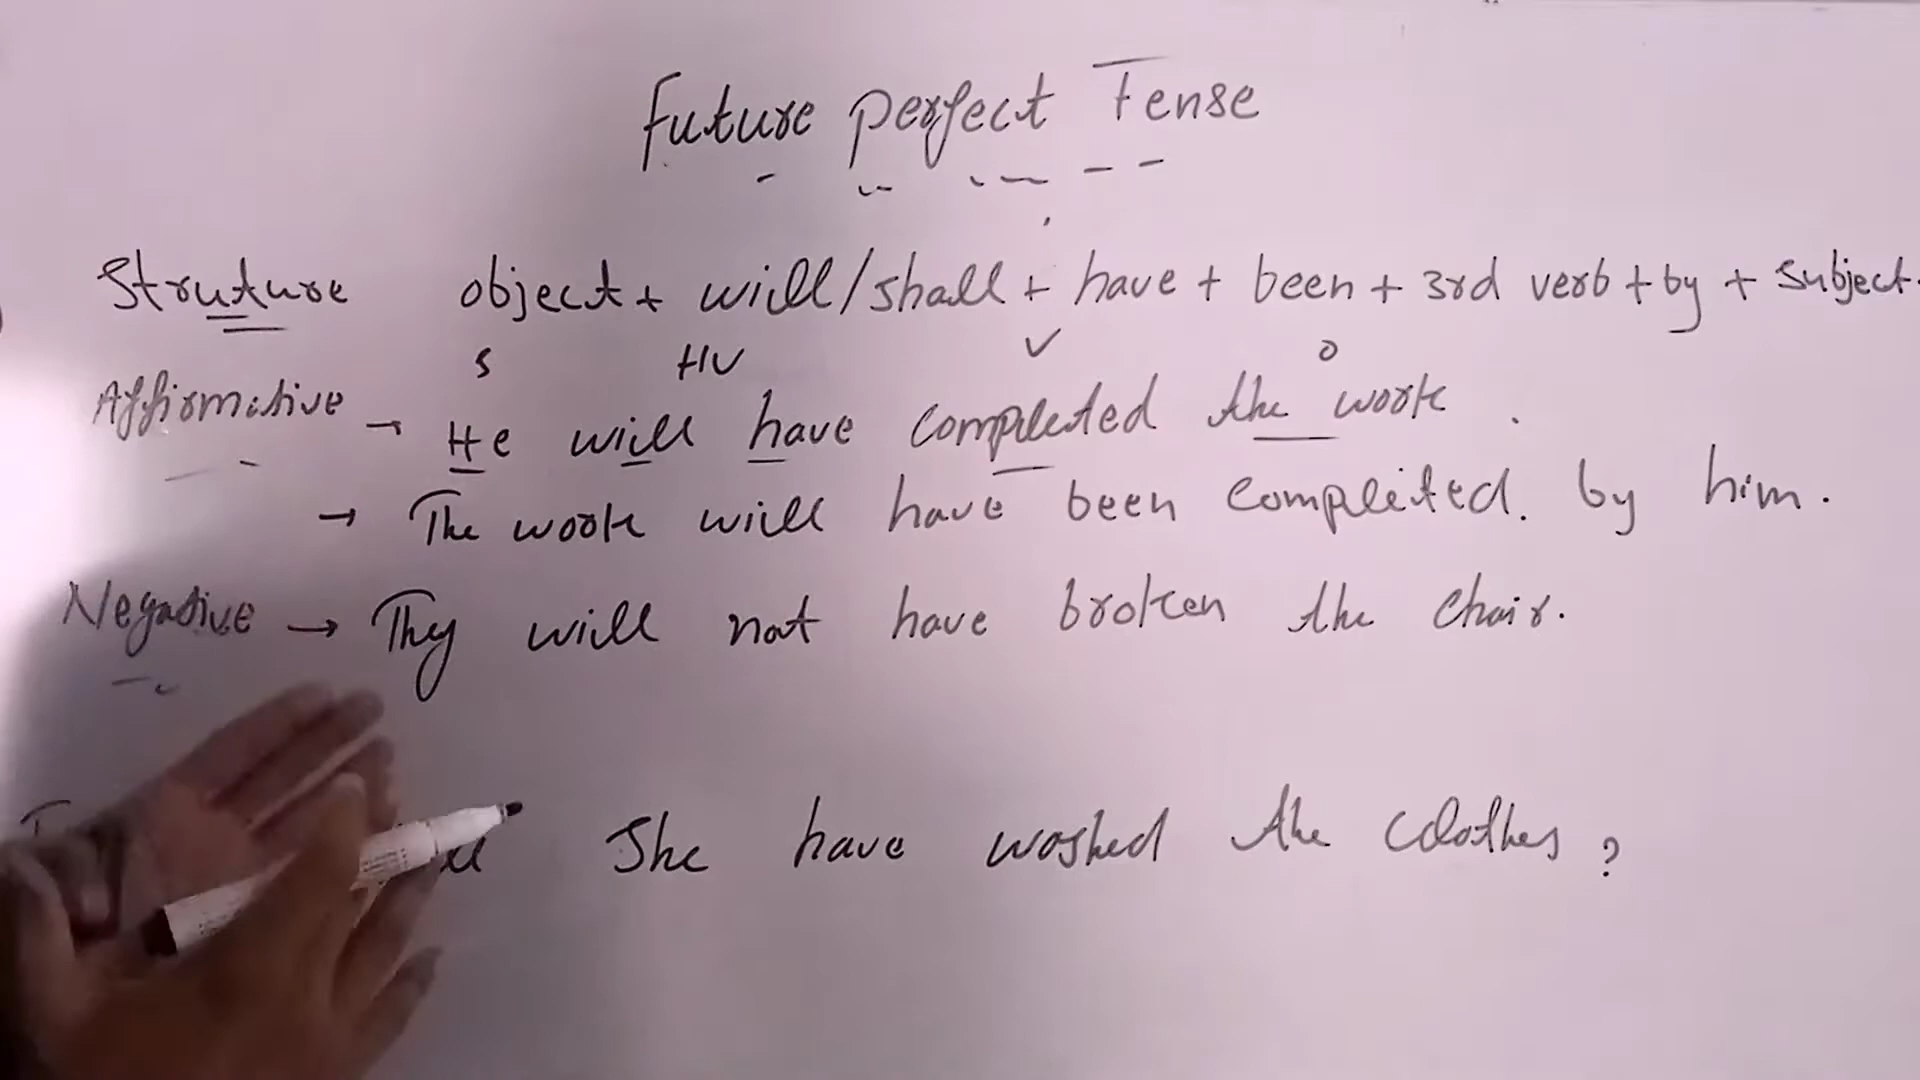 Future perfect Tense
Struture object + will/shall + have + been + 3rd verb + by + Subject.
S HV V O
Affirmative → He will have completed the work.
→ The work will have been compleited. by him.
Negative → They will not have broken the chair.
She have washed the Clothes?